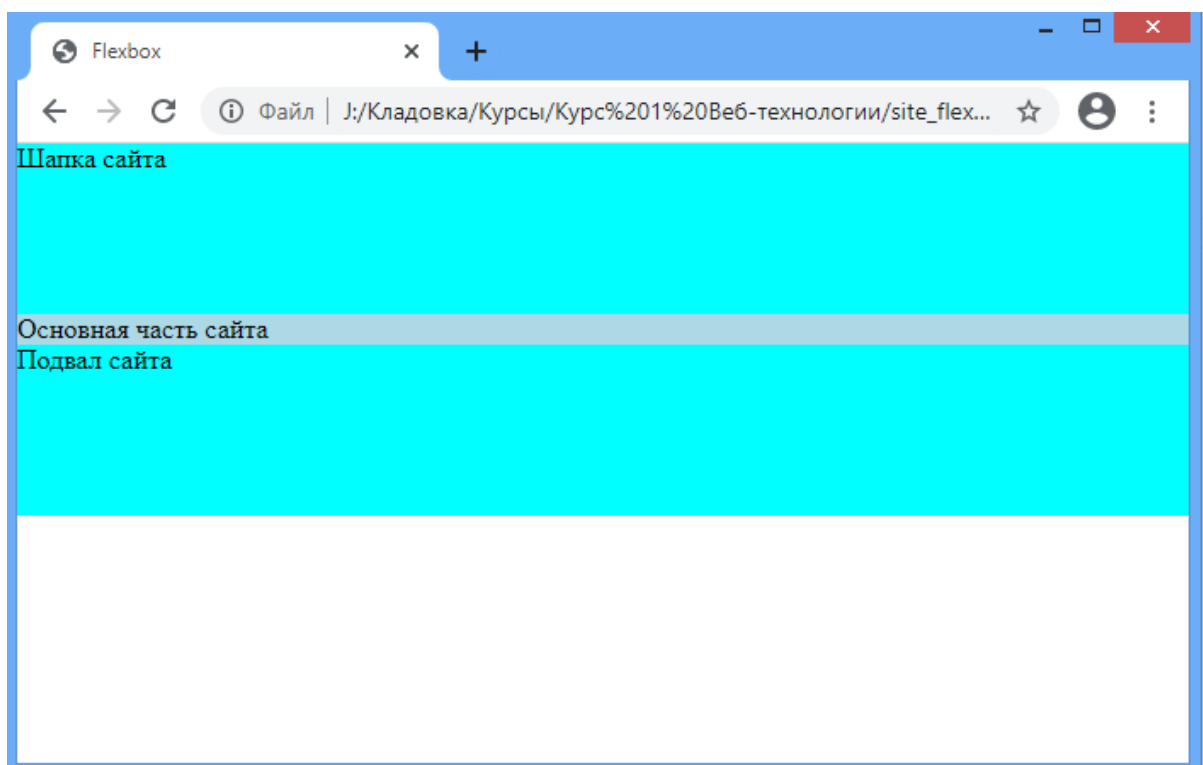 Flexbox
Файл J:/Кладовка/Курсы/Курс%201%20Веб-технологии/site_flex...
Шапка сайта
Основная часть сайта
Подвал сайта